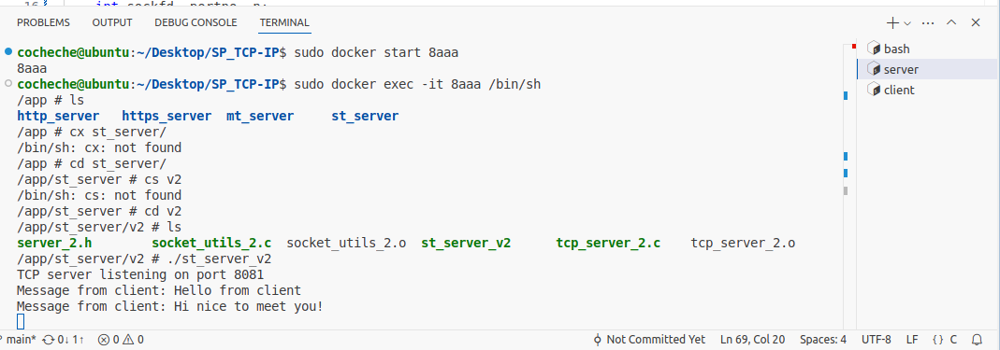 PROBLEMS OUTPUT DEBUG CONSOLE TERMINAL
cocheche@ubuntu:~/Desktop/SP_TCP-IP$ sudo docker start 8aaa
8aaa
cocheche@ubuntu:~/Desktop/SP_TCP-IP$ sudo docker exec -it 8aaa /bin/sh
/app # ls
http_server https_server mt_server st_server
/app # cx st_server/
/bin/sh: cx: not found
/app # cd st_server/
/app/st_server # cs v2
/bin/sh: cs: not found
/app/st_server # cd v2
/app/st_server/v2 # ls
server_2.h socket_utils_2.c socket_utils_2.o st_server_v2 tcp_server_2.c tcp_server_2.o
/app/st_server/v2 # ./st_server_v2
TCP server listening on port 8081
Message from client: Hello from client
Message from client: Hi nice to meet you!
bash
server
client
main* 0↓ 1↑ 0 0 Not Committed Yet Ln 69, Col 20 Spaces: 4 UTF-8 LF {} C